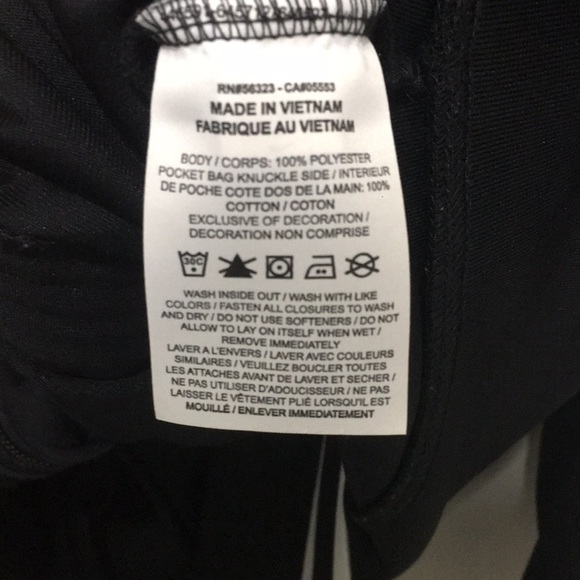 RN#56323 - CA#05553
MADE IN VIETNAM
FABRIQUE AU VIETNAM
BODY / CORPS: 100% POLYESTER
POCKET BAG KNUCKLE SIDE / INTERIEUR
DE POCHE COTE DOS DE LA MAIN: 100%
COTTON / COTON
EXCLUSIVE OF DECORATION /
DECORATION NON COMPRISE
30C
WASH INSIDE OUT / WASH WITH LIKE
COLORS / FASTEN ALL CLOSURES TO WASH
AND DRY / DO NOT USE SOFTENERS / DO NOT
ALLOW TO LAY ON ITSELF WHEN WET /
REMOVE IMMEDIATELY
LAVER A L'ENVERS / LAVER AVEC COULEURS
SIMILAIRES / VEUILLEZ BOUCLER TOUTES
LES ATTACHES AVANT DE LAVER ET SECHER /
NE PAS UTILISER D'ADOUCISSEUR / NE PAS
LAISSER LE VÊTEMENT PLIÉ LORSQU'IL EST
MOUILLÉ / ENLEVER IMMEDIATEMENT